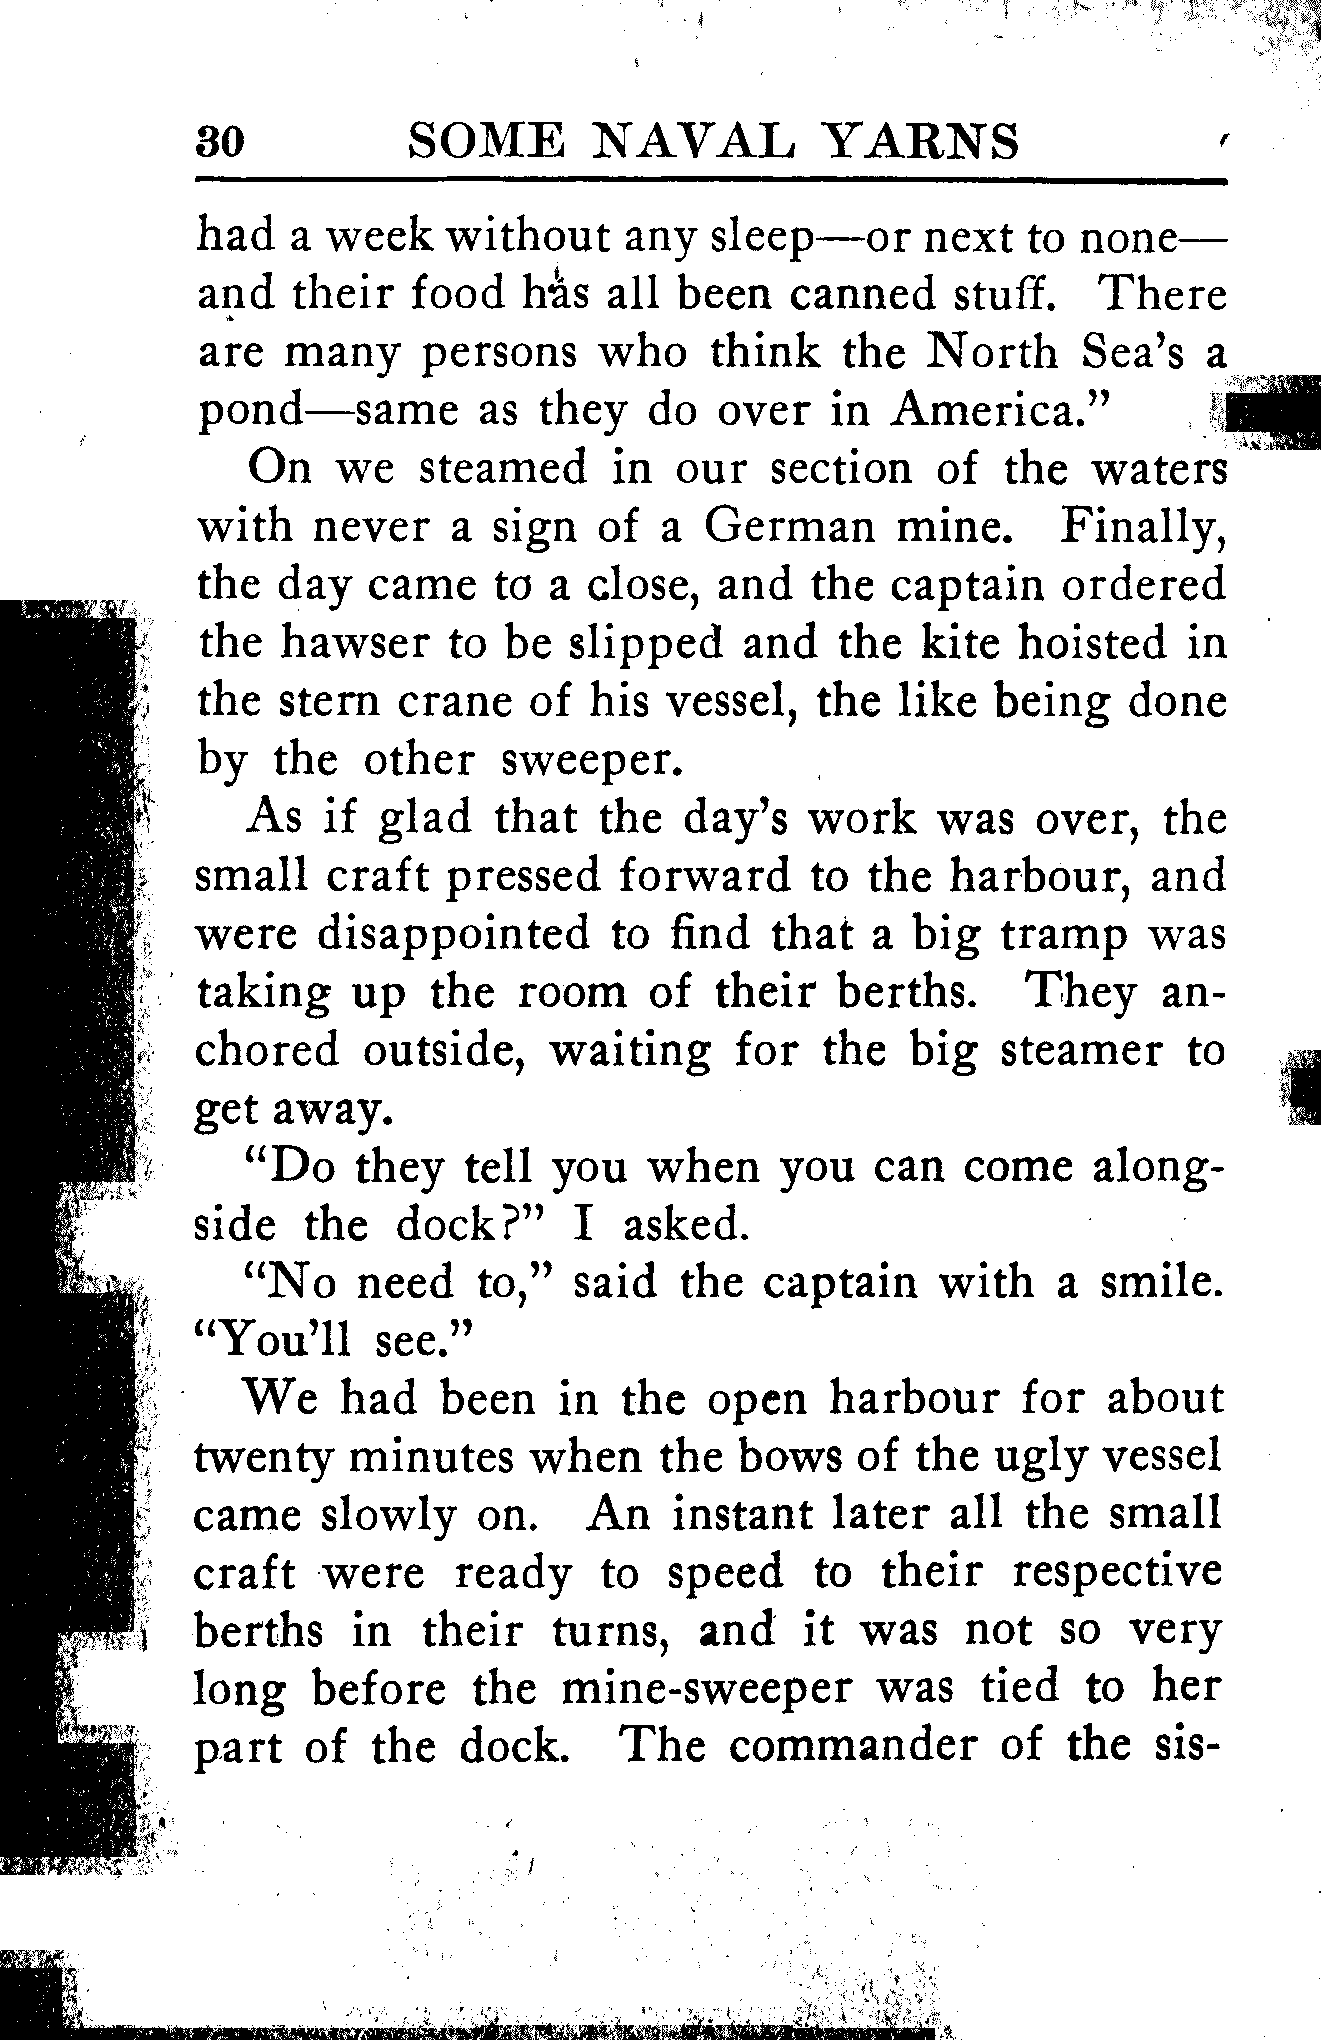 30 SOME NAVAL YARNS
had a week without any sleep—or next to none—
and their food has all been canned stuff. There
are many persons who think the North Sea's a
pond—same as they do over in America."
On we steamed in our section of the waters
with never a sign of a German mine. Finally,
the day came to a close, and the captain ordered
the hawser to be slipped and the kite hoisted in
the stern crane of his vessel, the like being done
by the other sweeper.
As if glad that the day's work was over, the
small craft pressed forward to the harbour, and
were disappointed to find that a big tramp was
taking up the room of their berths. They an-
chored outside, waiting for the big steamer to
get away.
"Do they tell you when you can come along-
side the dock?" I asked.
"No need to," said the captain with a smile.
"You'll see."
We had been in the open harbour for about
twenty minutes when the bows of the ugly vessel
came slowly on. An instant later all the small
craft were ready to speed to their respective
berths in their turns, and it was not so very
long before the mine-sweeper was tied to her
part of the dock. The commander of the sis-